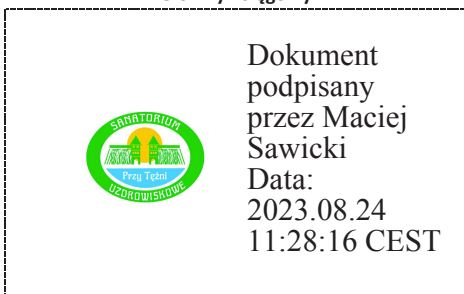 Dokument
podpisany
przez Maciej
Sawicki
Data:
2023.08.24
11:28:16 CEST
SANATORIUM
Przy Tężni
UZDROWISKOWE